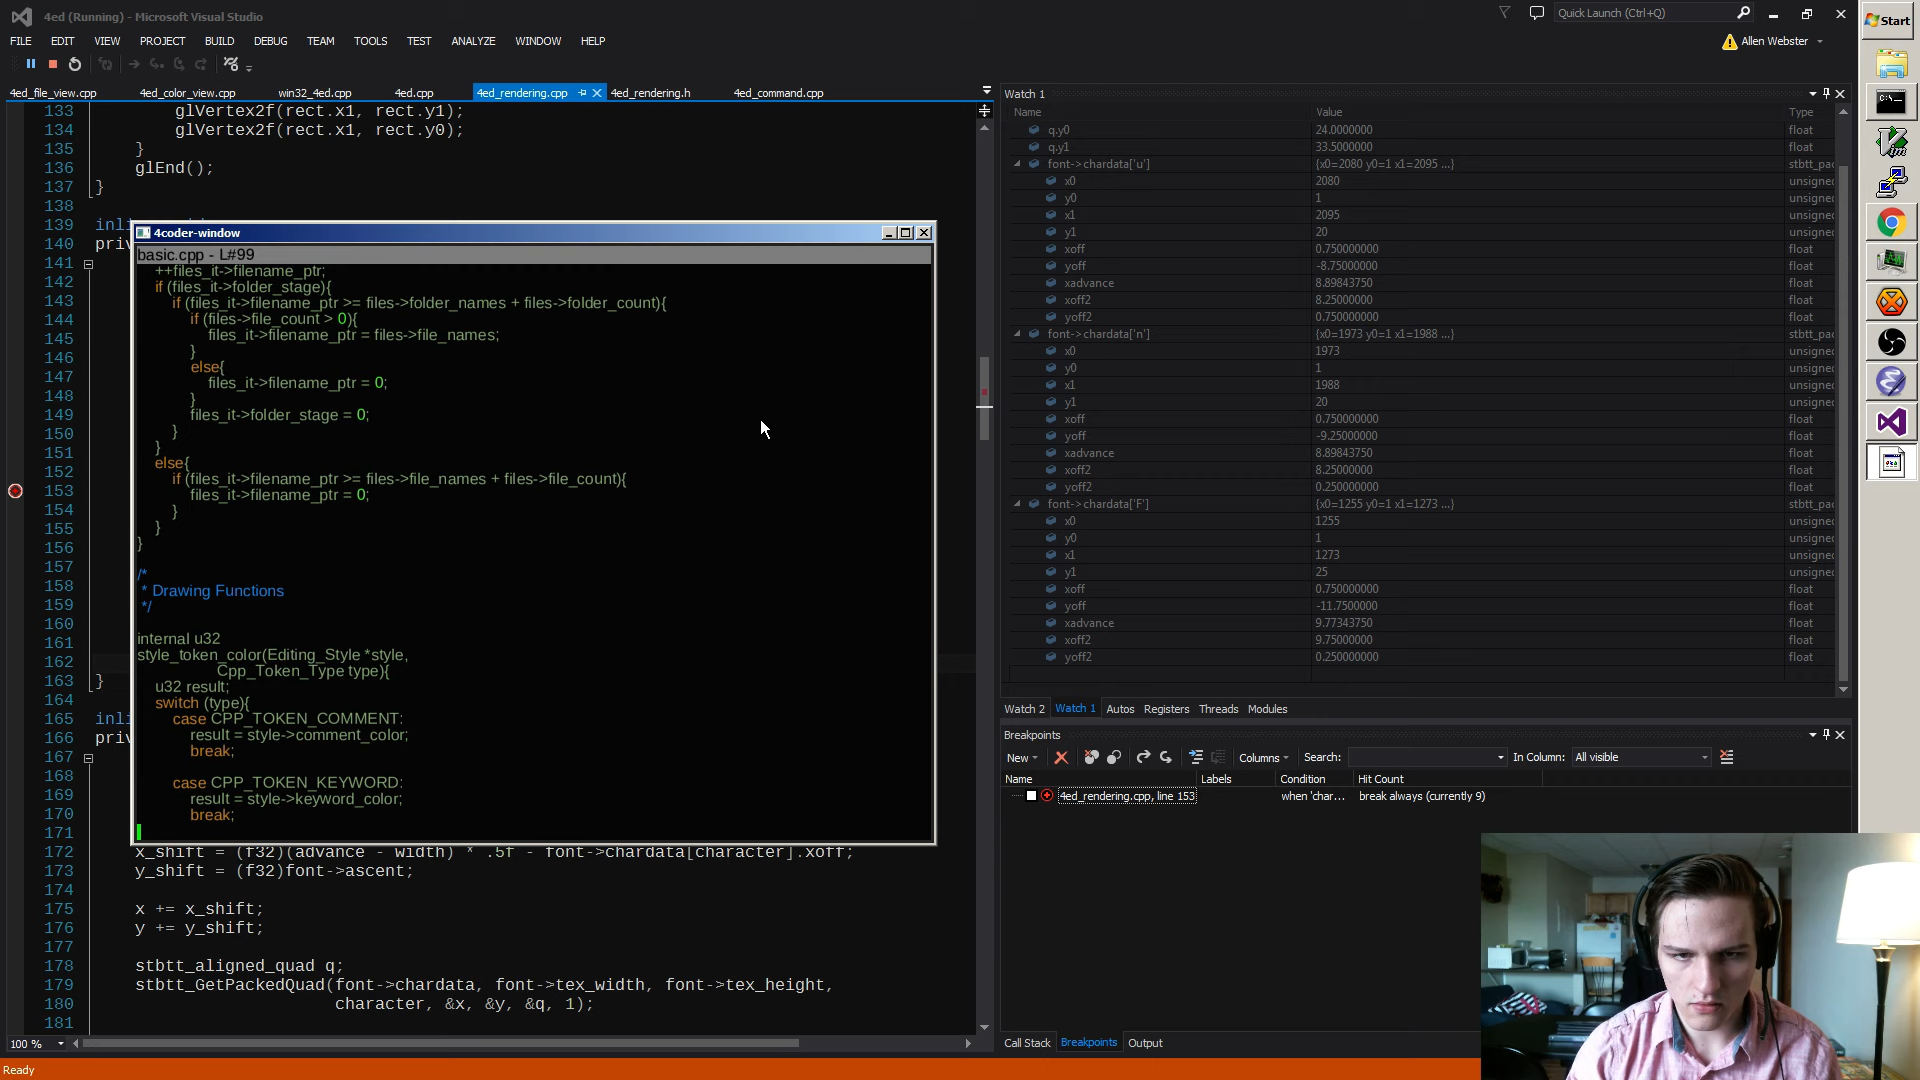 4ed (Running) - Microsoft Visual Studio
Quick Launch (Ctrl+Q)
Start
FILE EDIT VIEW PROJECT BUILD DEBUG TEAM TOOLS TEST ANALYZE WINDOW HELP
Allen Webster
4ed_file_view.cpp 4ed_color_view.cpp win32_4ed.cpp 4ed.cpp 4ed_rendering.cpp 4ed_rendering.h 4ed_command.cpp
133 glVertex2f(rect.x1, rect.y1);
134 glVertex2f(rect.x1, rect.y0);
135 }
136 glEnd();
137 }
138
139 inli
140 priv
141
142
143
144
145
146
147
148
149
150
151
152
153
154
155
156
157
158
159
160
161
162
163 }
164
165 inli
166 priv
167
168
169
170
171
172 x_shift = (f32)(advance - width) * .5f - font->chardata[character].xoff;
173 y_shift = (f32)font->ascent;
174
175 x += x_shift;
176 y += y_shift;
177
178 stbtt_aligned_quad q;
179 stbtt_GetPackedQuad(font->chardata, font->tex_width, font->tex_height,
180 character, &x, &y, &q, 1);
181
100 %
Ready
4coder-window
basic.cpp - L#99
++files_it->filename_ptr;
if (files_it->folder_stage){
if (files_it->filename_ptr >= files->folder_names + files->folder_count){
if (files->file_count > 0){
files_it->filename_ptr = files->file_names;
}
else{
files_it->filename_ptr = 0;
}
files_it->folder_stage = 0;
}
}
else{
if (files_it->filename_ptr >= files->file_names + files->file_count){
files_it->filename_ptr = 0;
}
}
}
/*
* Drawing Functions
*/
internal u32
style_token_color(Editing_Style *style,
Cpp_Token_Type type){
u32 result;
switch (type){
case CPP_TOKEN_COMMENT:
result = style->comment_color;
break;
case CPP_TOKEN_KEYWORD:
result = style->keyword_color;
break;
Watch 1
Name Value Type
q.y0 24.0000000 float
q.y1 33.5000000 float
font->chardata['u'] {x0=2080 y0=1 x1=2095 ...} stbtt_pac
x0 2080 unsigned
y0 1 unsigned
x1 2095 unsigned
y1 20 unsigned
xoff 0.750000000 float
yoff -8.75000000 float
xadvance 8.89843750 float
xoff2 8.25000000 float
yoff2 0.750000000 float
font->chardata['n'] {x0=1973 y0=1 x1=1988 ...} stbtt_pac
x0 1973 unsigned
y0 1 unsigned
x1 1988 unsigned
y1 20 unsigned
xoff 0.750000000 float
yoff -9.25000000 float
xadvance 8.89843750 float
xoff2 8.25000000 float
yoff2 0.250000000 float
font->chardata['F'] {x0=1255 y0=1 x1=1273 ...} stbtt_pac
x0 1255 unsigned
y0 1 unsigned
x1 1273 unsigned
y1 25 unsigned
xoff 0.750000000 float
yoff -11.7500000 float
xadvance 9.77343750 float
xoff2 9.75000000 float
yoff2 0.250000000 float
Watch 2 Watch 1 Autos Registers Threads Modules
Breakpoints
New Columns Search: In Column: All visible
Name Labels Condition Hit Count
4ed_rendering.cpp, line 153 when 'char... break always (currently 9)
Call Stack Breakpoints Output